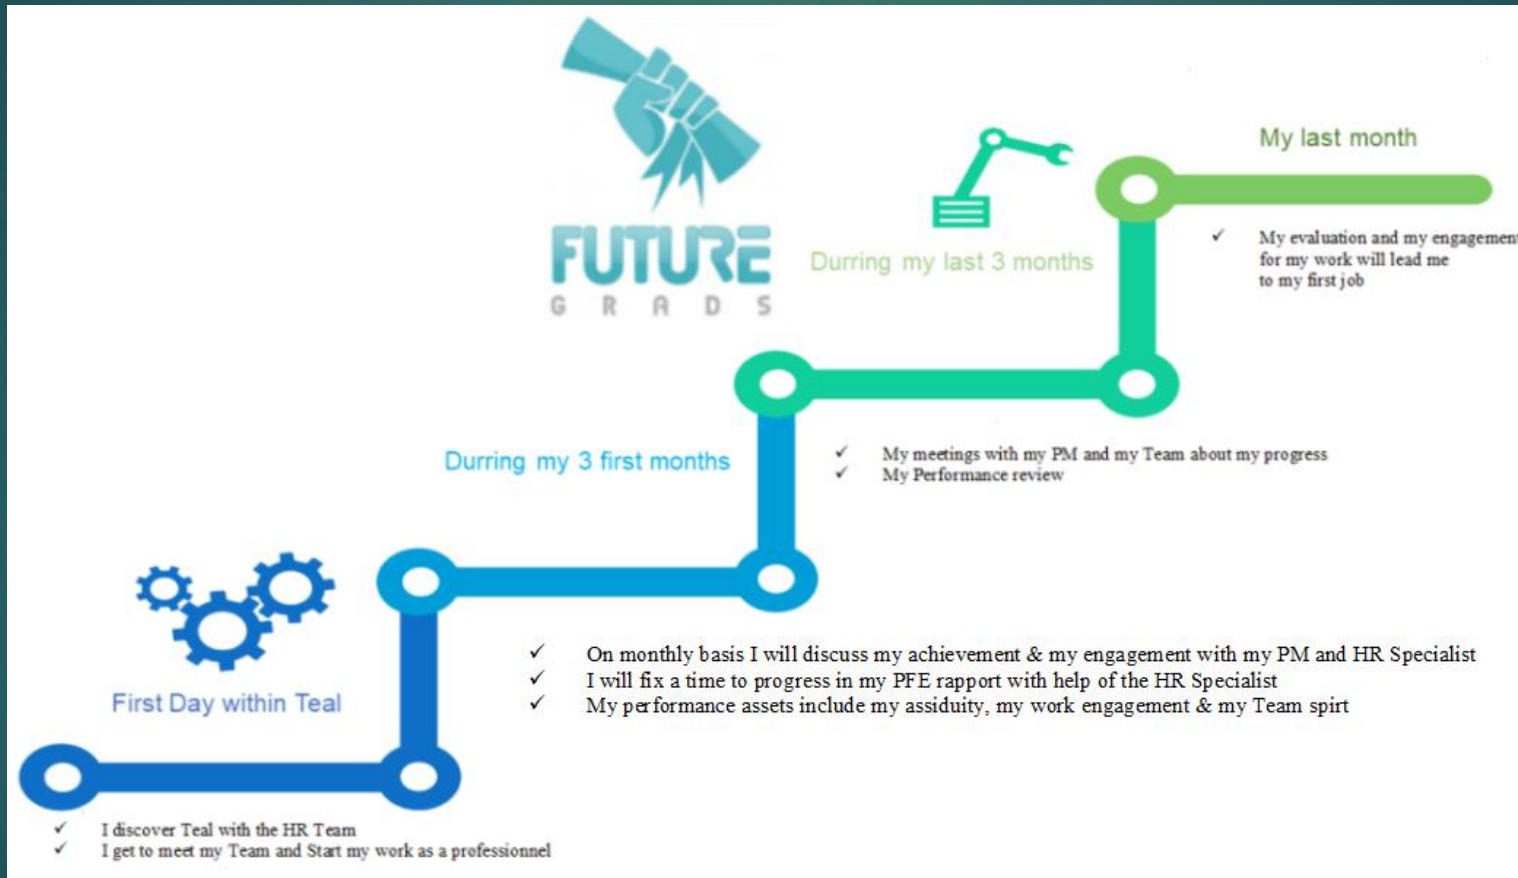 FUTURE
GRADS
My last month
My evaluation and my engagement
for my work will lead me
to my first job
Durring my last 3 months
My meetings with my PM and my Team about my progress
My Performance review
Durring my 3 first months
On monthly basis I will discuss my achievement & my engagement with my PM and HR Specialist
I will fix a time to progress in my PFE rapport with help of the HR Specialist
My performance assets include my assiduity, my work engagement & my Team spirt
First Day within Teal
I discover Teal with the HR Team
I get to meet my Team and Start my work as a professionnel